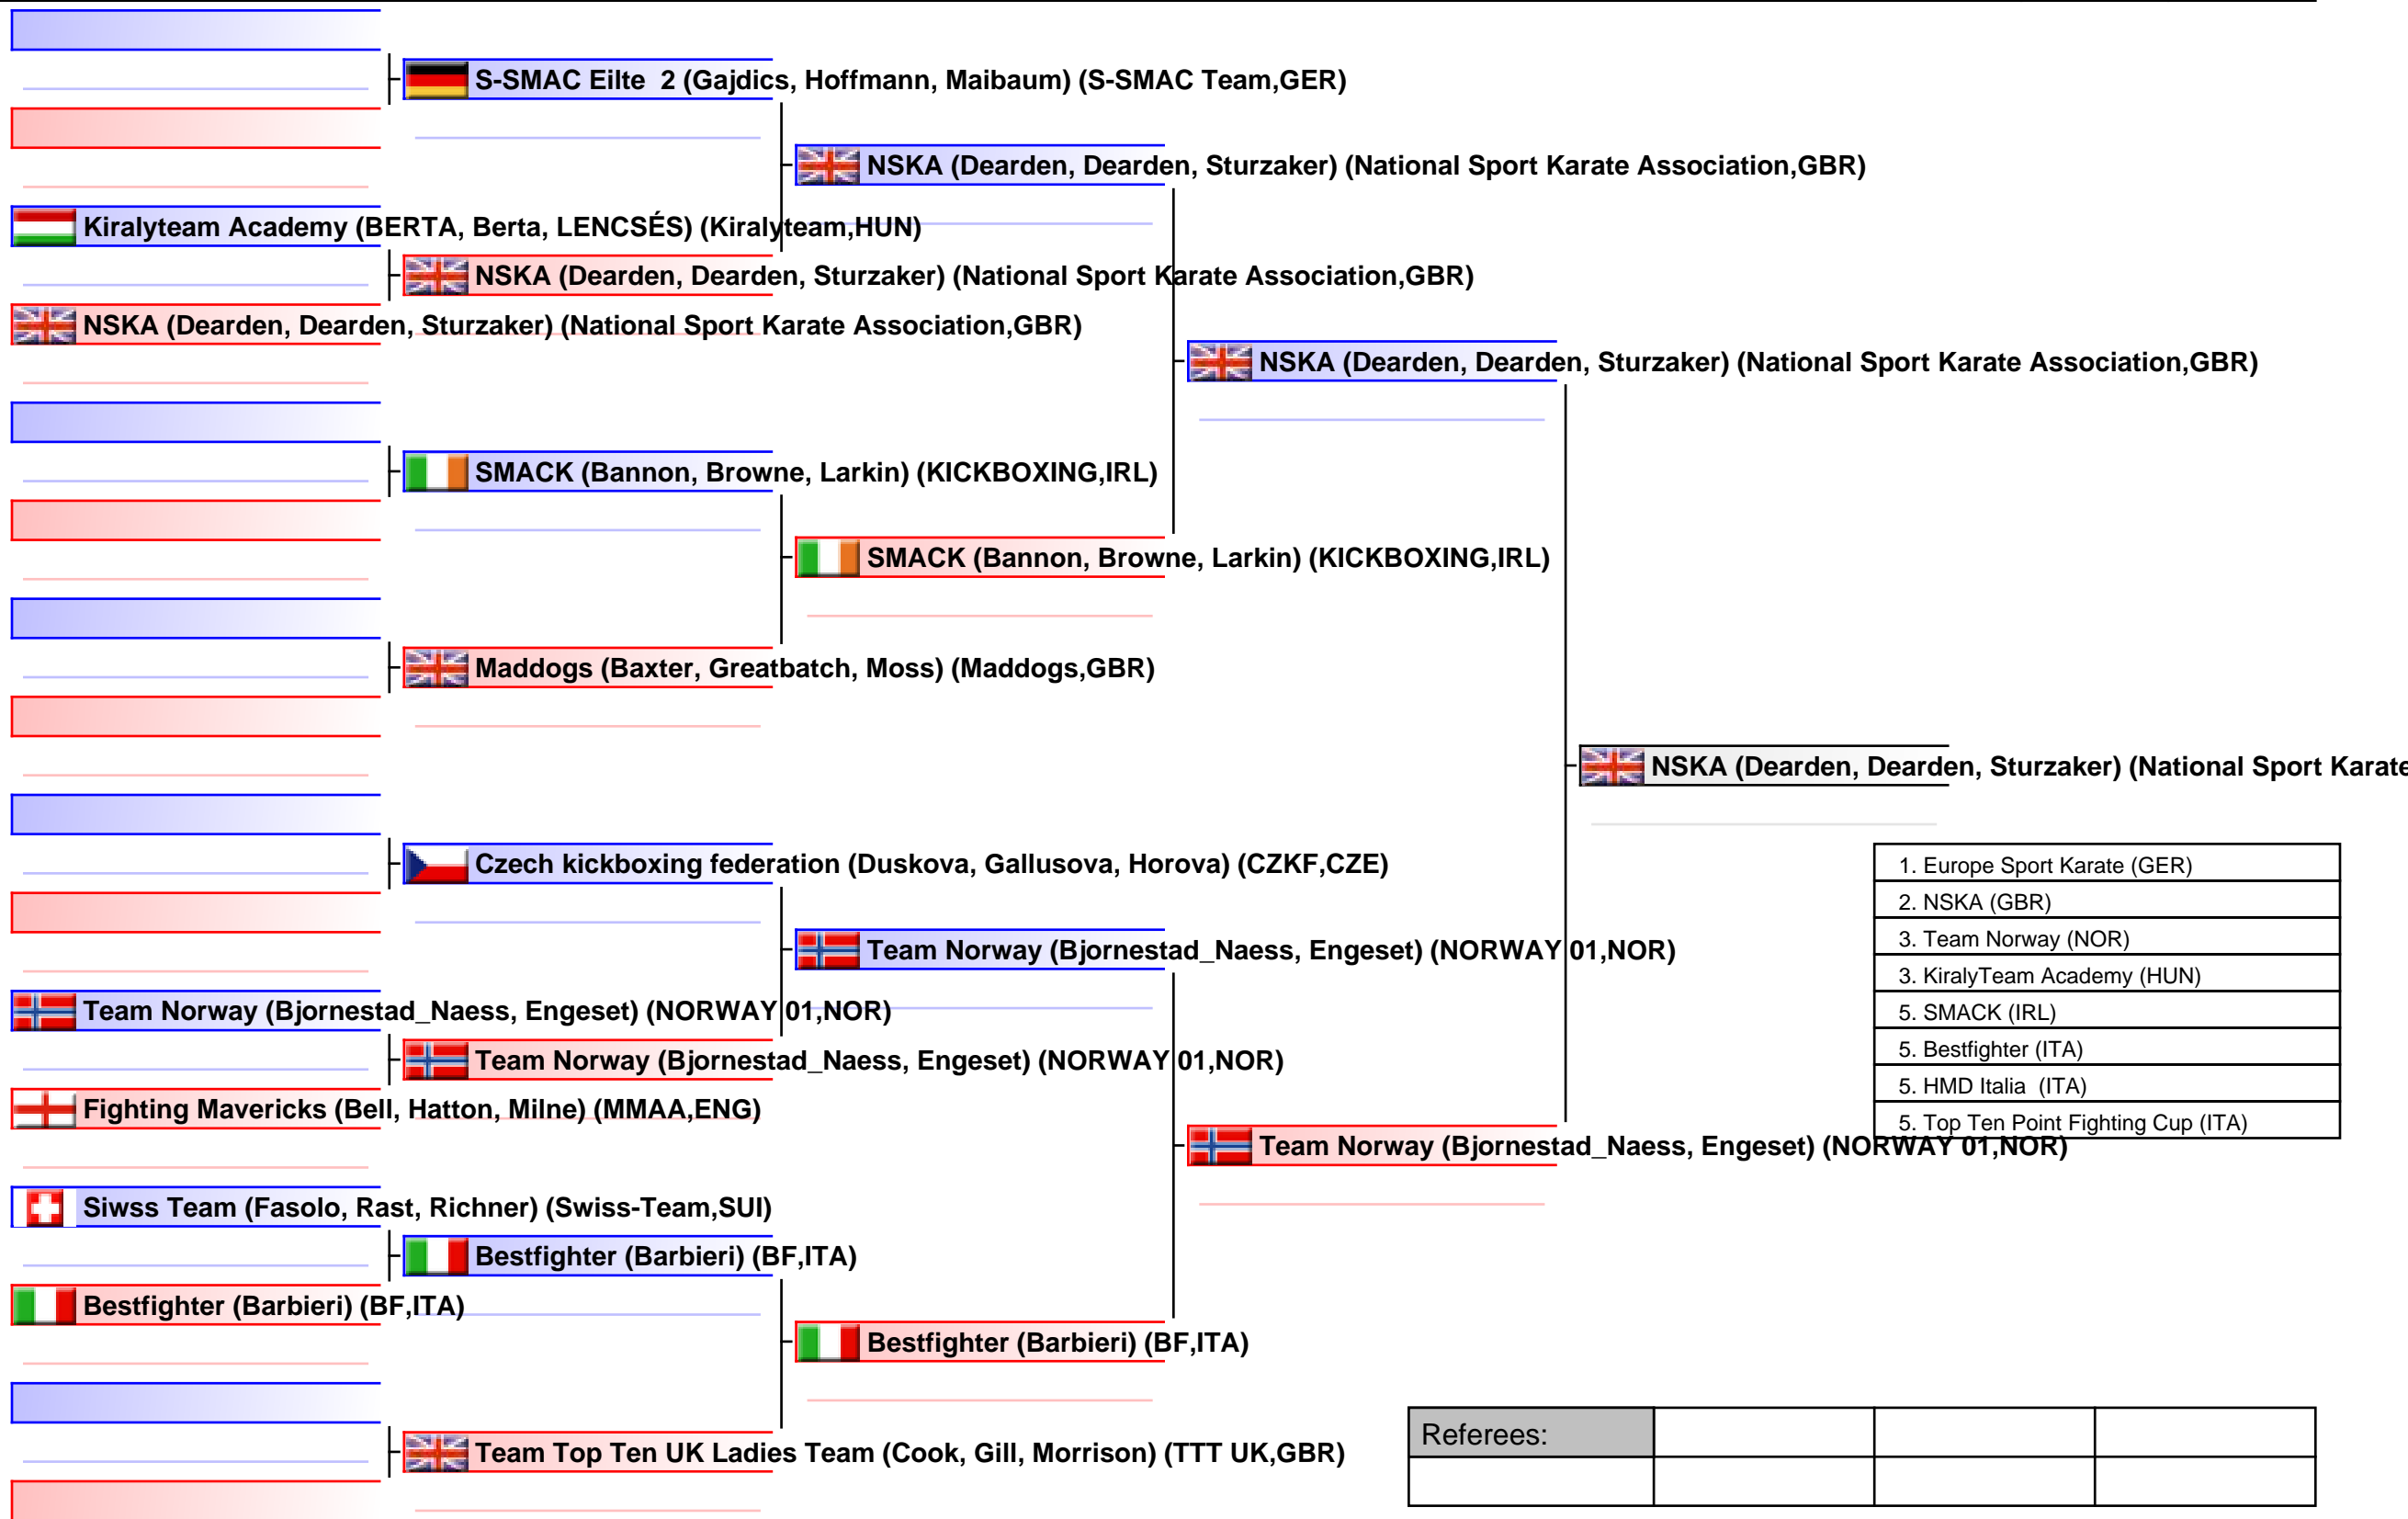 S-SMAC Eilte  2 (Gajdics, Hoffmann, Maibaum) (S-SMAC Team,GER)
NSKA (Dearden, Dearden, Sturzaker) (National Sport Karate Association,GBR)
Kiralyteam Academy (BERTA, Berta, LENCSÉS) (Kiralyteam,HUN)
NSKA (Dearden, Dearden, Sturzaker) (National Sport Karate Association,GBR)
NSKA (Dearden, Dearden, Sturzaker) (National Sport Karate Association,GBR)
NSKA (Dearden, Dearden, Sturzaker) (National Sport Karate Association,GBR)
SMACK (Bannon, Browne, Larkin) (KICKBOXING,IRL)
SMACK (Bannon, Browne, Larkin) (KICKBOXING,IRL)
Maddogs (Baxter, Greatbatch, Moss) (Maddogs,GBR)
NSKA (Dearden, Dearden, Sturzaker) (National Sport Karate
Czech kickboxing federation (Duskova, Gallusova, Horova) (CZKF,CZE)
1. Europe Sport Karate (GER)
2. NSKA (GBR)
3. Team Norway (NOR)
3. KiralyTeam Academy (HUN)
5. SMACK (IRL)
5. Bestfighter (ITA)
5. HMD Italia  (ITA)
5. Top Ten Point Fighting Cup (ITA)
Team Norway (Bjornestad_Naess, Engeset) (NORWAY 01,NOR)
Team Norway (Bjornestad_Naess, Engeset) (NORWAY 01,NOR)
Team Norway (Bjornestad_Naess, Engeset) (NORWAY 01,NOR)
Fighting Mavericks (Bell, Hatton, Milne) (MMAA,ENG)
Team Norway (Bjornestad_Naess, Engeset) (NORWAY 01,NOR)
Siwss Team (Fasolo, Rast, Richner) (Swiss-Team,SUI)
Bestfighter (Barbieri) (BF,ITA)
Bestfighter (Barbieri) (BF,ITA)
Bestfighter (Barbieri) (BF,ITA)
Team Top Ten UK Ladies Team (Cook, Gill, Morrison) (TTT UK,GBR)
Referees: